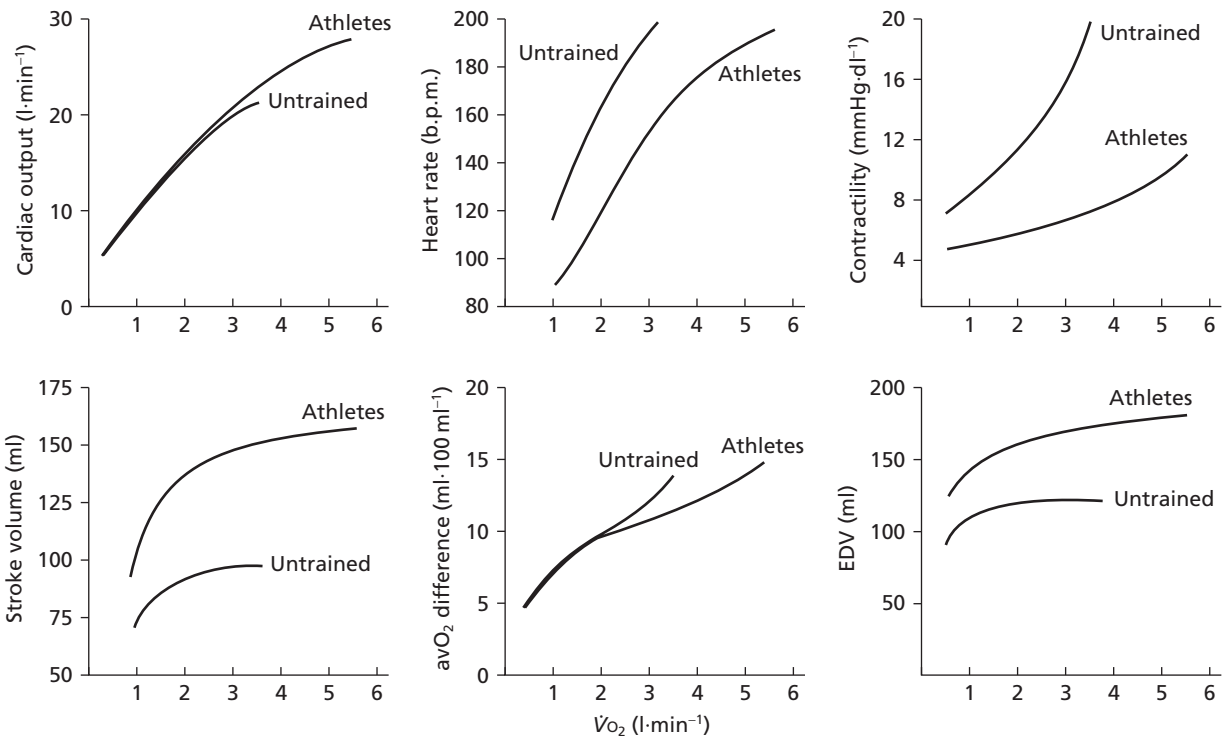 Cardiac output (l·min⁻¹)
30
20
10
0
Athletes
Untrained
1 2 3 4 5 6
Heart rate (b.p.m.)
200
180
160
140
120
100
80
Untrained
Athletes
1 2 3 4 5 6
Contractility (mmHg·dl⁻¹)
20
16
12
8
4
Untrained
Athletes
1 2 3 4 5 6
Stroke volume (ml)
175
150
125
100
75
50
Athletes
Untrained
1 2 3 4 5 6
avO₂ difference (ml·100 ml⁻¹)
20
15
10
5
0
Untrained
Athletes
1 2 3 4 5 6
V̇O₂ (l·min⁻¹)
EDV (ml)
200
150
100
50
Athletes
Untrained
1 2 3 4 5 6